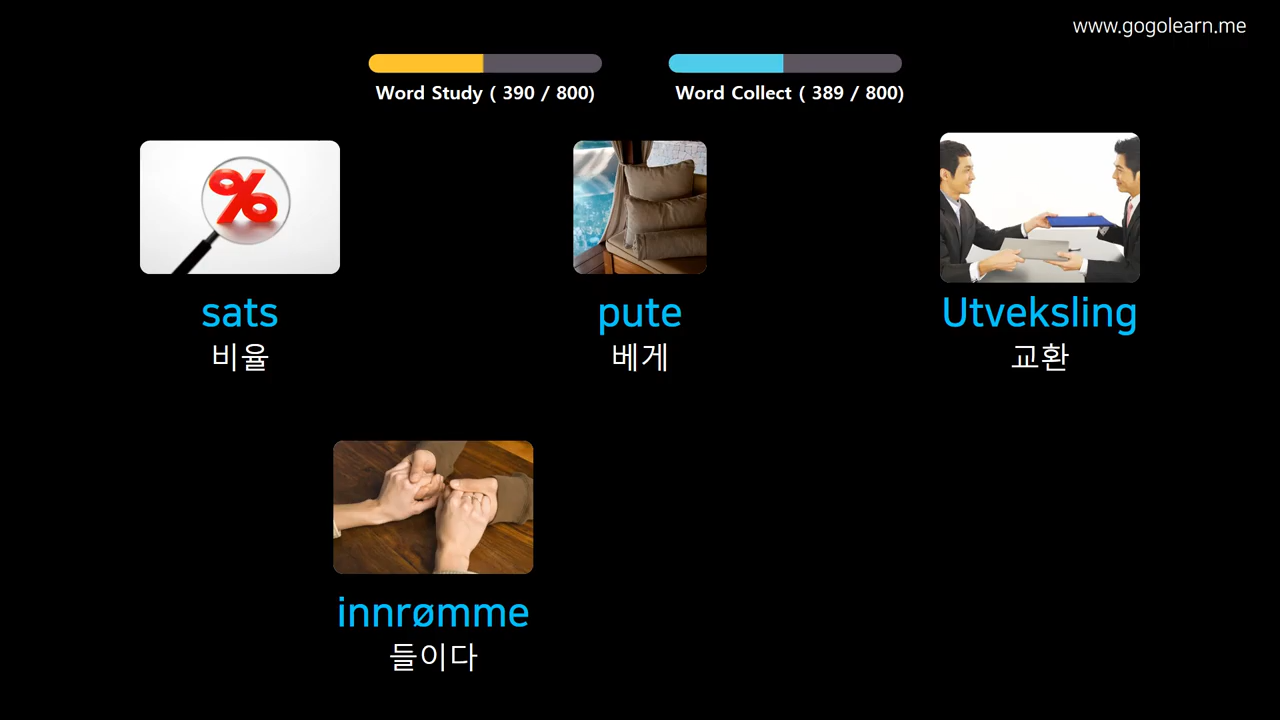 www.gogolearn.me
Word Study ( 390 / 800)
Word Collect ( 389 / 800)
%
sats
비율
pute
베게
Utveksling
교환
innrømme
들이다